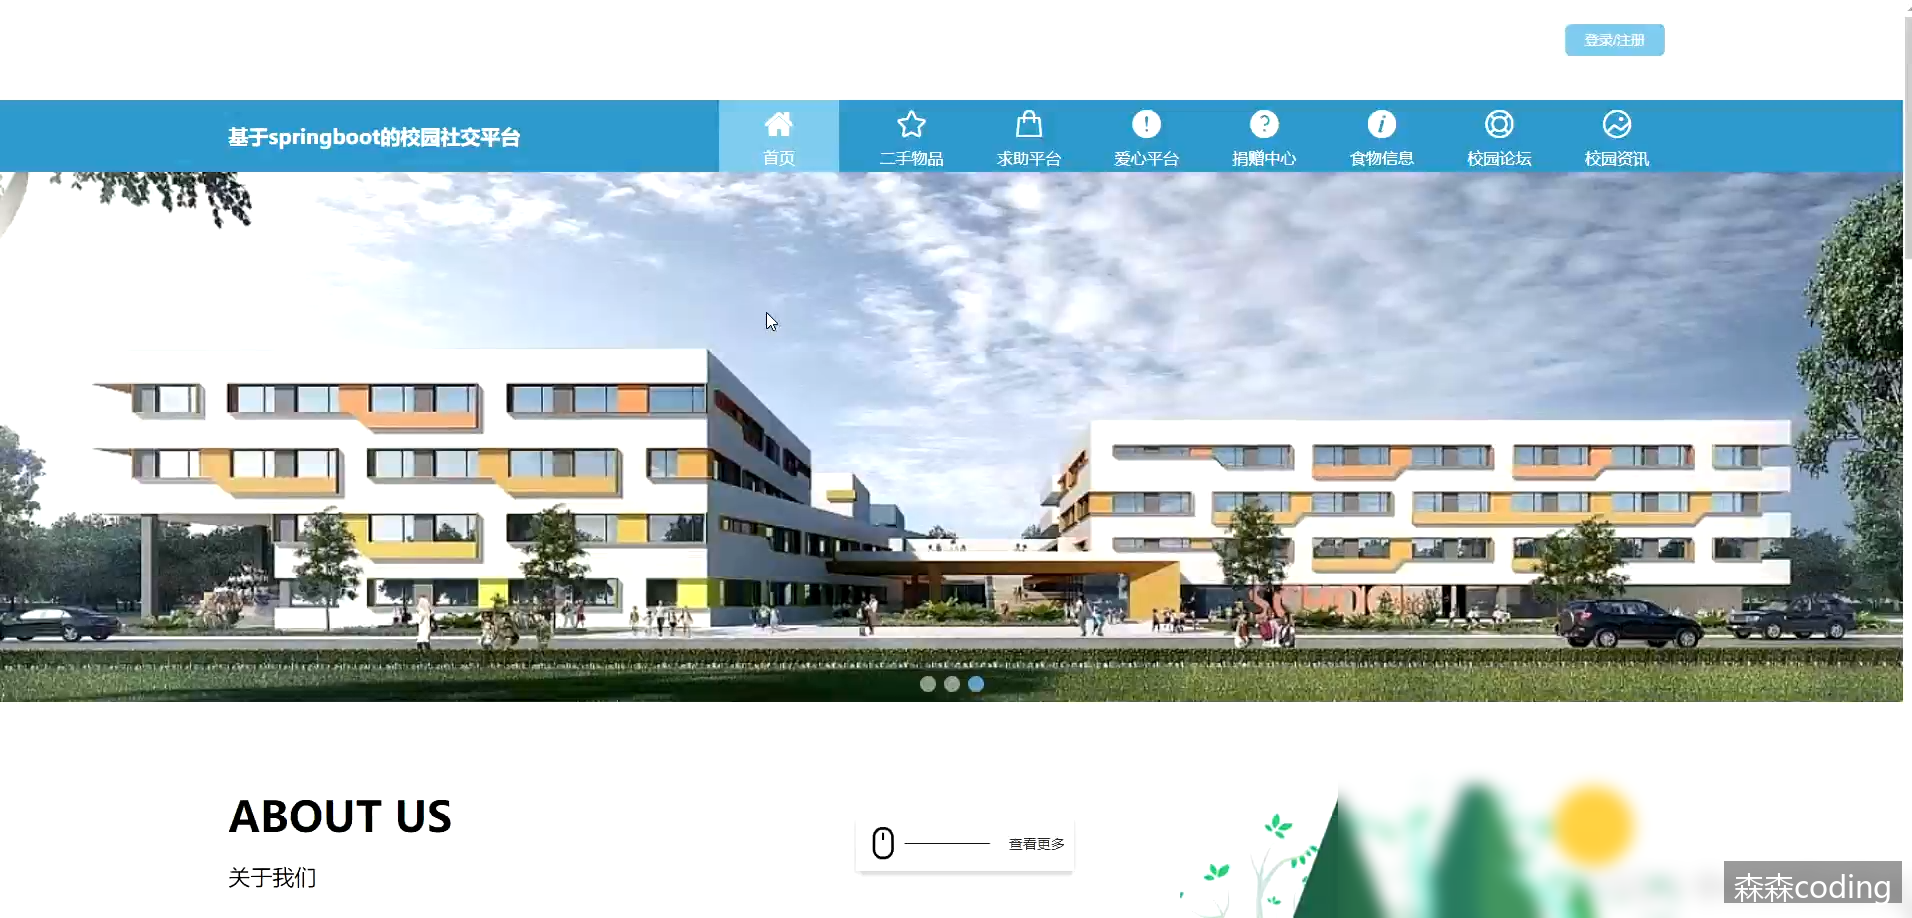 登录/注册
基于springboot的校园社交平台
首页
二手物品
求助平台
爱心平台
捐赠中心
食物信息
校园论坛
校园资讯
SCHOOL
ABOUT US
查看更多
关于我们
森森coding